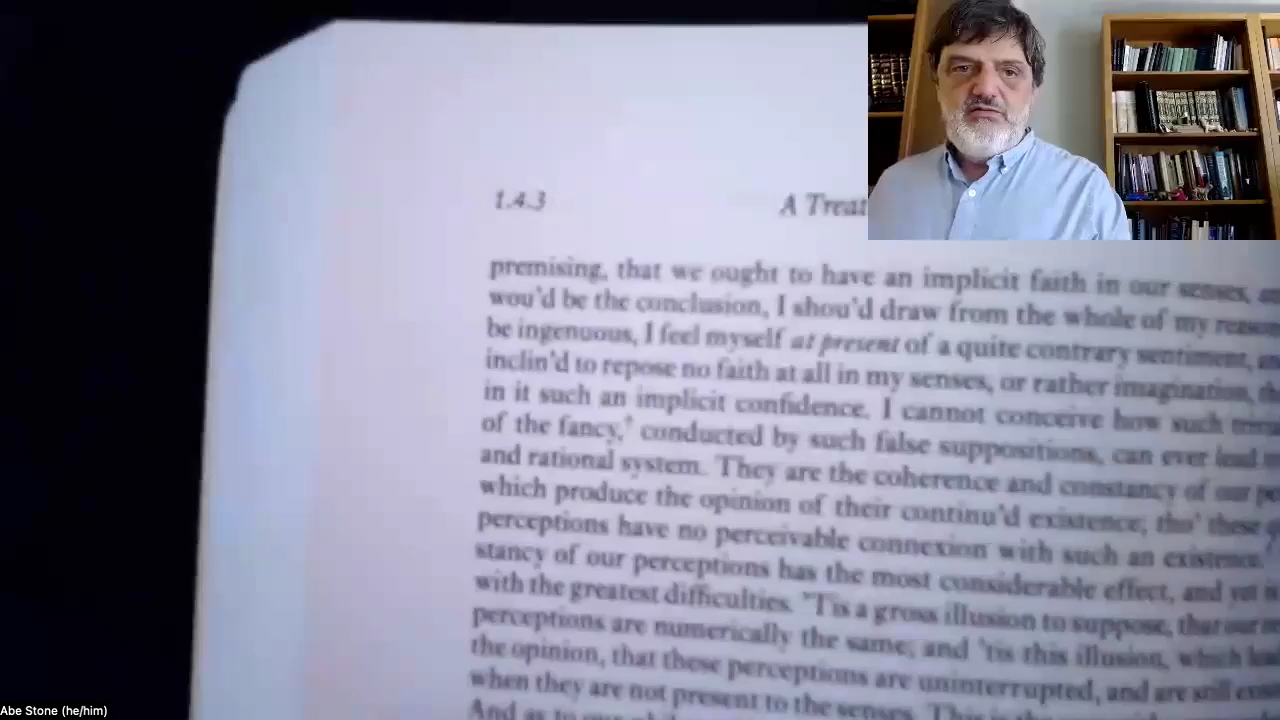 1.4.3 A Treat
premising, that we ought to have an implicit faith in our senses,
wou'd be the conclusion, I shou'd draw from the whole of my
be ingenuous, I feel myself at present of a quite contrary sentiment,
inclin'd to repose no faith at all in my senses, or rather imagination,
in it such an implicit confidence. I cannot conceive how such
of the fancy, conducted by such false suppositions, can ever lead
and rational system. They are the coherence and constancy of our
which produce the opinion of their continu'd existence; tho' these
perceptions have no perceivable connexion with such an existence.
stancy of our perceptions has the most considerable effect, and yet
with the greatest difficulties. 'Tis a gross illusion to suppose, that our
perceptions are numerically the same; and 'tis this illusion, which
the opinion, that these perceptions are uninterrupted, and are still
when they are not present to the senses. This is the
And as to our
Abe Stone (he/him)